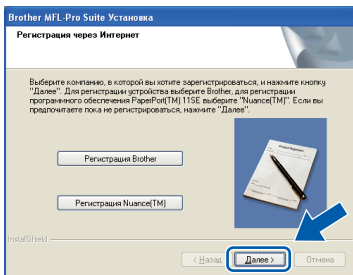 Brother MFL-Pro Suite Установка
Регистрация через Интернет
Выберите компанию, в которой вы хотите зарегистрироваться, и нажмите кнопку
"Далее". Для регистрации устройства выберите Brother, для регистрации
программного обеспечения PaperPort(TM) 11SE выберите "Nuance(TM)". Если вы
предпочитаете пока не регистрироваться, нажмите "Далее".
Регистрация Brother
Регистрация Nuance(TM)
InstallShield
< Назад
Далее >
Отмена